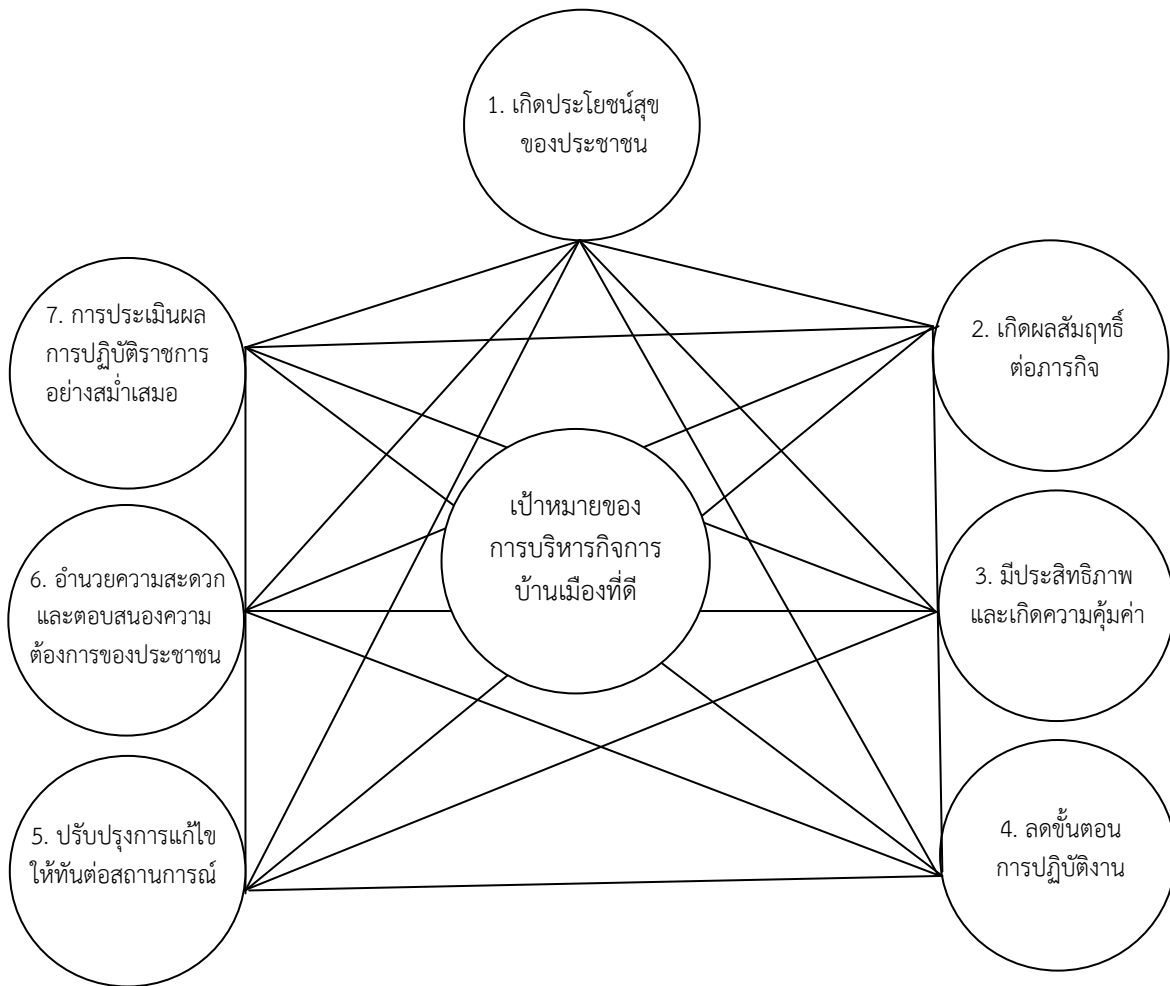 1. เกิดประโยชน์สุข
ของประชาชน
2. เกิดผลสัมฤทธิ์
ต่อภารกิจ
3. มีประสิทธิภาพ
และเกิดความคุ้มค่า
4. ลดขั้นตอน
การปฏิบัติงาน
5. ปรับปรุงการแก้ไข
ให้ทันต่อสถานการณ์
6. อำนวยความสะดวก
และตอบสนองความ
ต้องการของประชาชน
7. การประเมินผล
การปฏิบัติราชการ
อย่างสม่ำเสมอ
เป้าหมายของ
การบริหารกิจการ
บ้านเมืองที่ดี